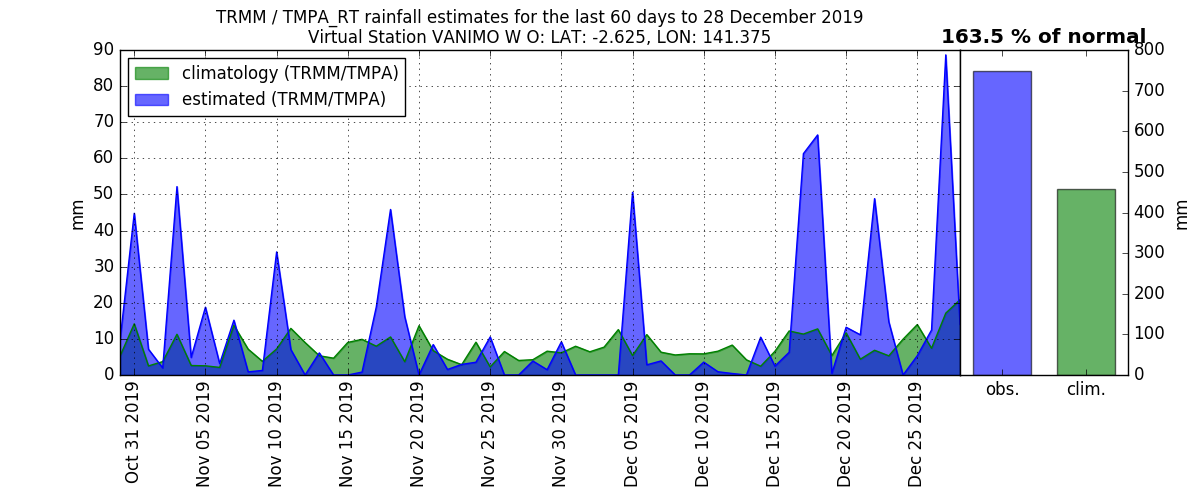 TRMM / TMPA_RT rainfall estimates for the last 60 days to 28 December 2019
Virtual Station VANIMO W O: LAT: -2.625, LON: 141.375
163.5 % of normal
climatology (TRMM/TMPA)
estimated (TRMM/TMPA)
90
80
70
60
50
40
30
20
10
0
mm
Oct 31 2019
Nov 05 2019
Nov 10 2019
Nov 15 2019
Nov 20 2019
Nov 25 2019
Nov 30 2019
Dec 05 2019
Dec 10 2019
Dec 15 2019
Dec 20 2019
Dec 25 2019
obs.
clim.
800
700
600
500
400
300
200
100
0
mm